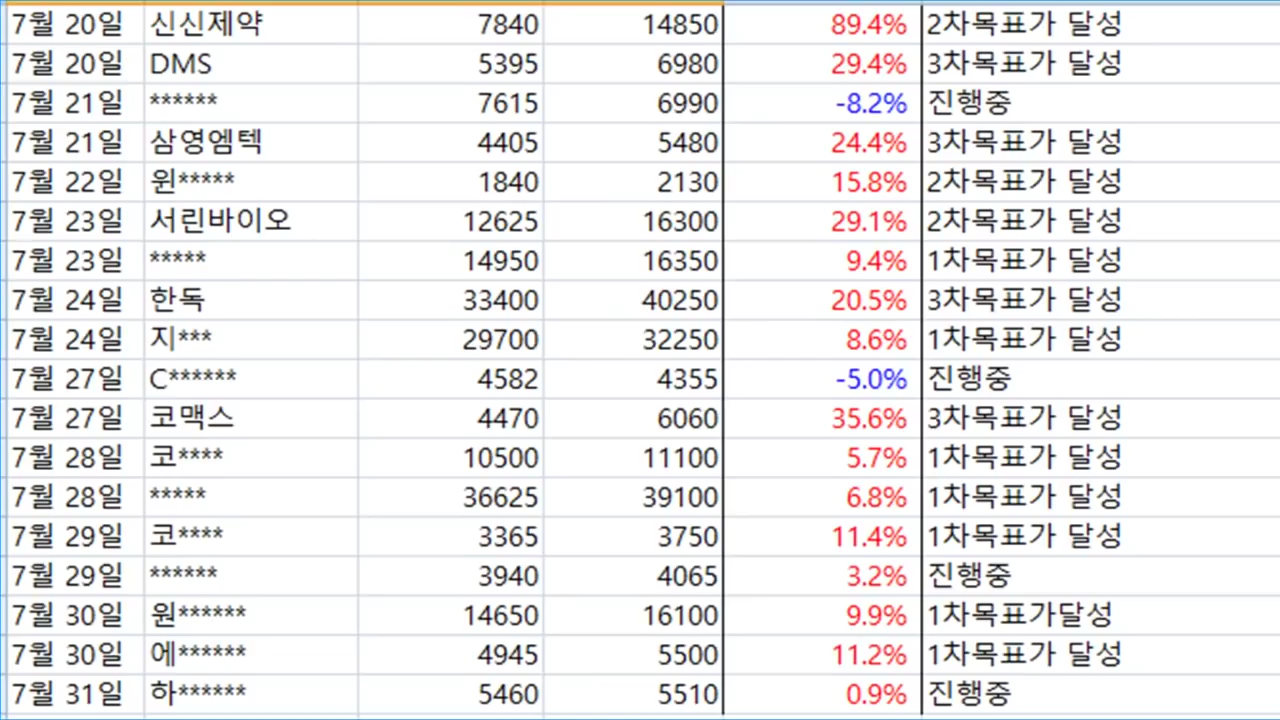 7월 20일 신신제약 7840 14850 89.4% 2차목표가 달성
7월 20일 DMS 5395 6980 29.4% 3차목표가 달성
7월 21일 ****** 7615 6990 -8.2% 진행중
7월 21일 삼영엠텍 4405 5480 24.4% 3차목표가 달성
7월 22일 윈***** 1840 2130 15.8% 2차목표가 달성
7월 23일 서린바이오 12625 16300 29.1% 2차목표가 달성
7월 23일 ***** 14950 16350 9.4% 1차목표가 달성
7월 24일 한독 33400 40250 20.5% 3차목표가 달성
7월 24일 지*** 29700 32250 8.6% 1차목표가 달성
7월 27일 C****** 4582 4355 -5.0% 진행중
7월 27일 코맥스 4470 6060 35.6% 3차목표가 달성
7월 28일 코**** 10500 11100 5.7% 1차목표가 달성
7월 28일 ***** 36625 39100 6.8% 1차목표가 달성
7월 29일 코**** 3365 3750 11.4% 1차목표가 달성
7월 29일 ****** 3940 4065 3.2% 진행중
7월 30일 원****** 14650 16100 9.9% 1차목표가달성
7월 30일 에****** 4945 5500 11.2% 1차목표가 달성
7월 31일 하****** 5460 5510 0.9% 진행중